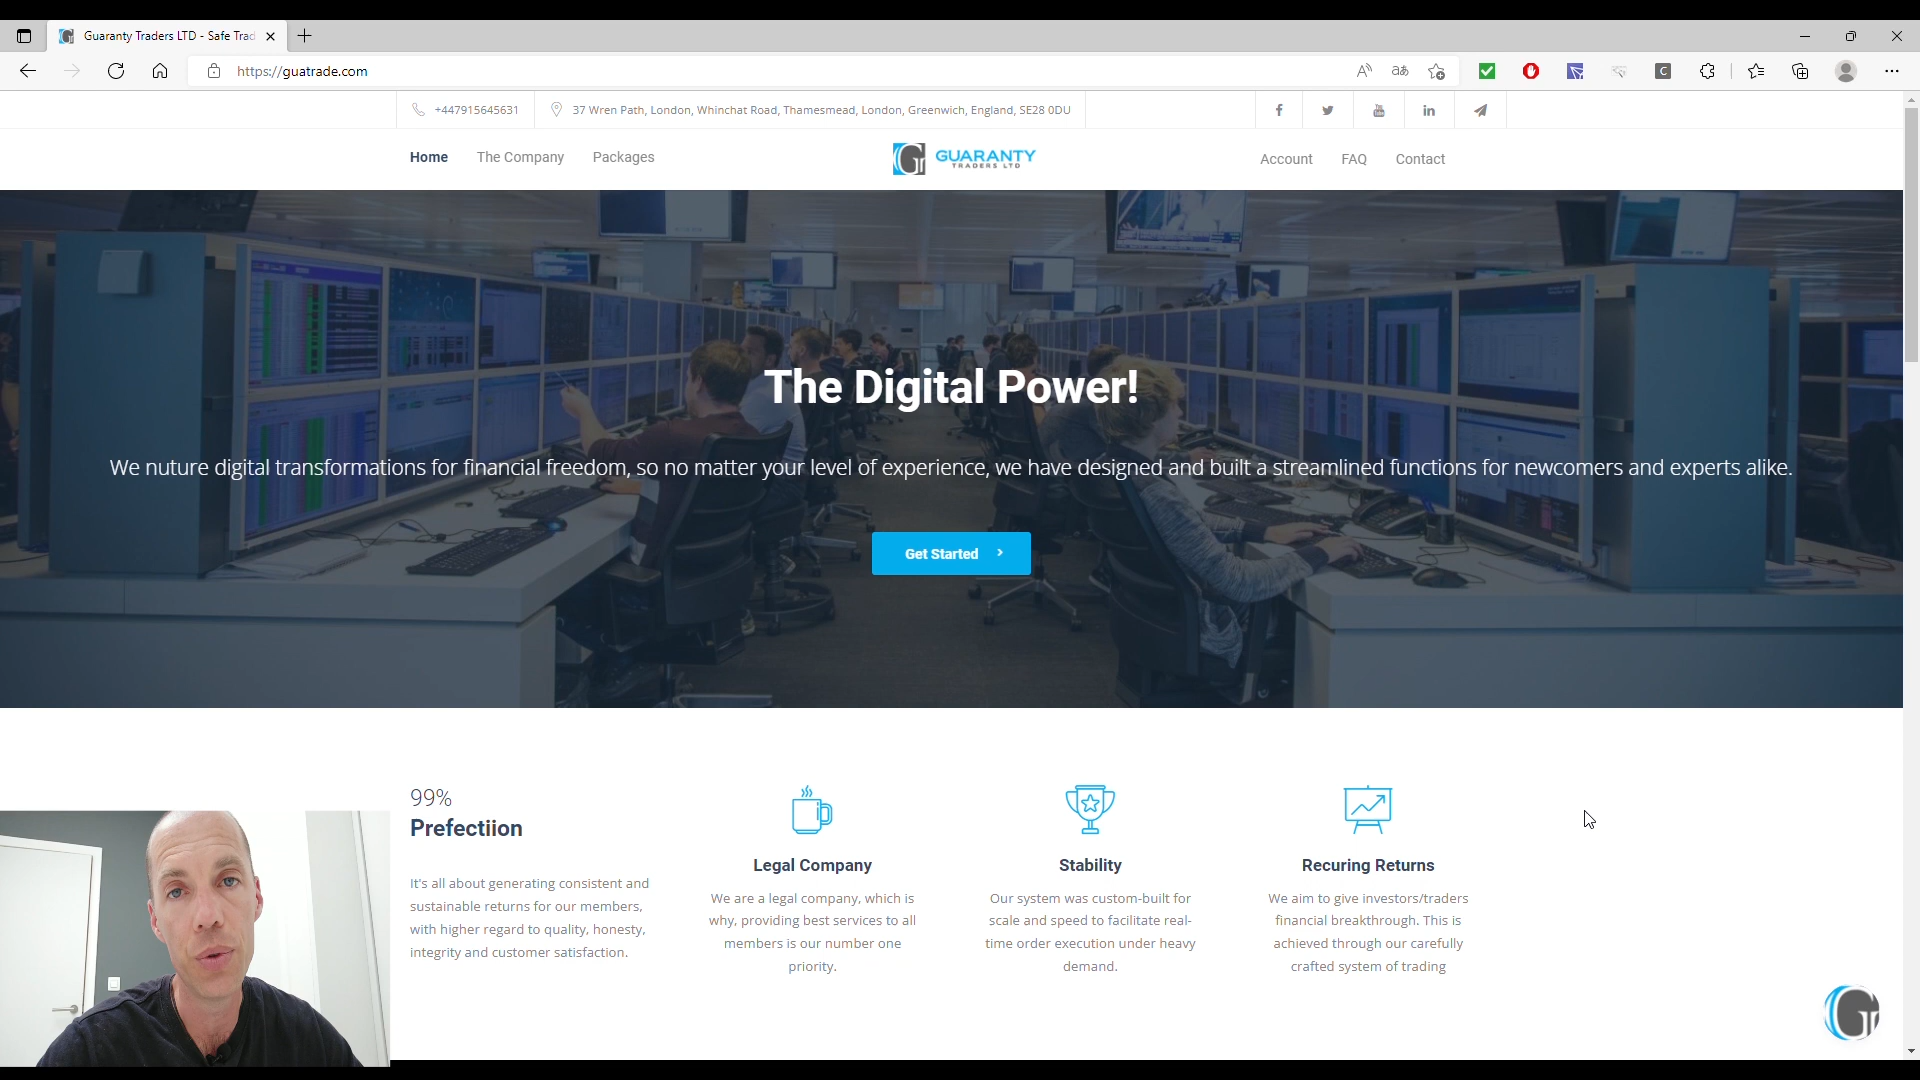 Guaranty Traders LTD - Safe Trad
https://guatrade.com
+447915645631
37 Wren Path, London, Whinchat Road, Thamesmead, London, Greenwich, England, SE28 0DU
Home The Company Packages
GUARANTY
TRADERS LTD
Account FAQ Contact
The Digital Power!
We nuture digital transformations for financial freedom, so no matter your level of experience, we have designed and built a streamlined functions for newcomers and experts alike.
Get Started
99%
Prefectiion
It's all about generating consistent and
sustainable returns for our members,
with higher regard to quality, honesty,
integrity and customer satisfaction.
Legal Company
We are a legal company, which is
why, providing best services to all
members is our number one
priority.
Stability
Our system was custom-built for
scale and speed to facilitate real-
time order execution under heavy
demand.
Recuring Returns
We aim to give investors/traders
financial breakthrough. This is
achieved through our carefully
crafted system of trading